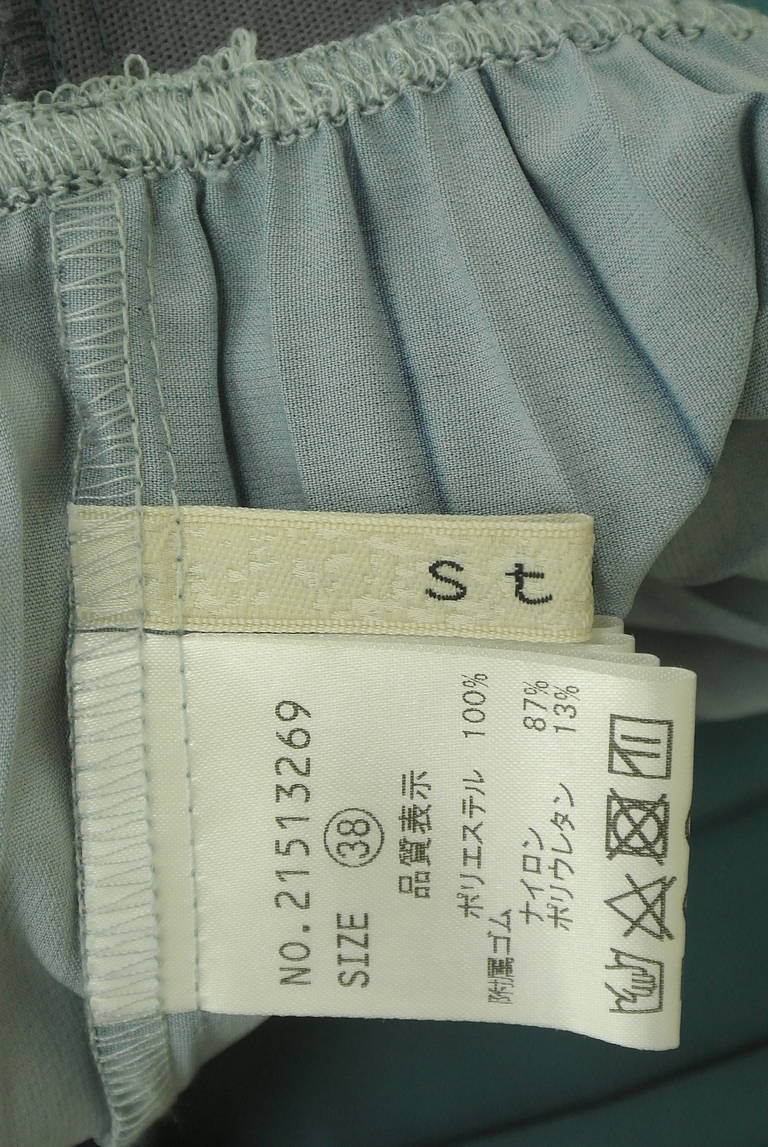 St
NO.21513269
SIZE 38
品質表示
ポリエステル 100%
附属ゴム
ナイロン 87%
ポリウレタン 13%